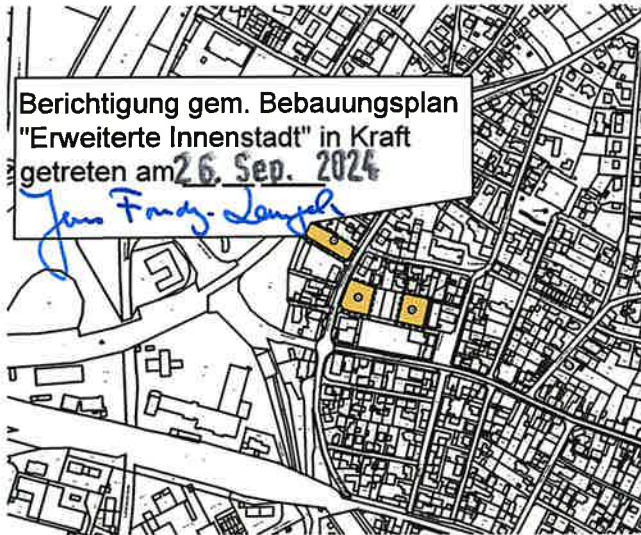 Berichtigung gem. Bebauungsplan
"Erweiterte Innenstadt" in Kraft
getreten am 26. Sep. 2024